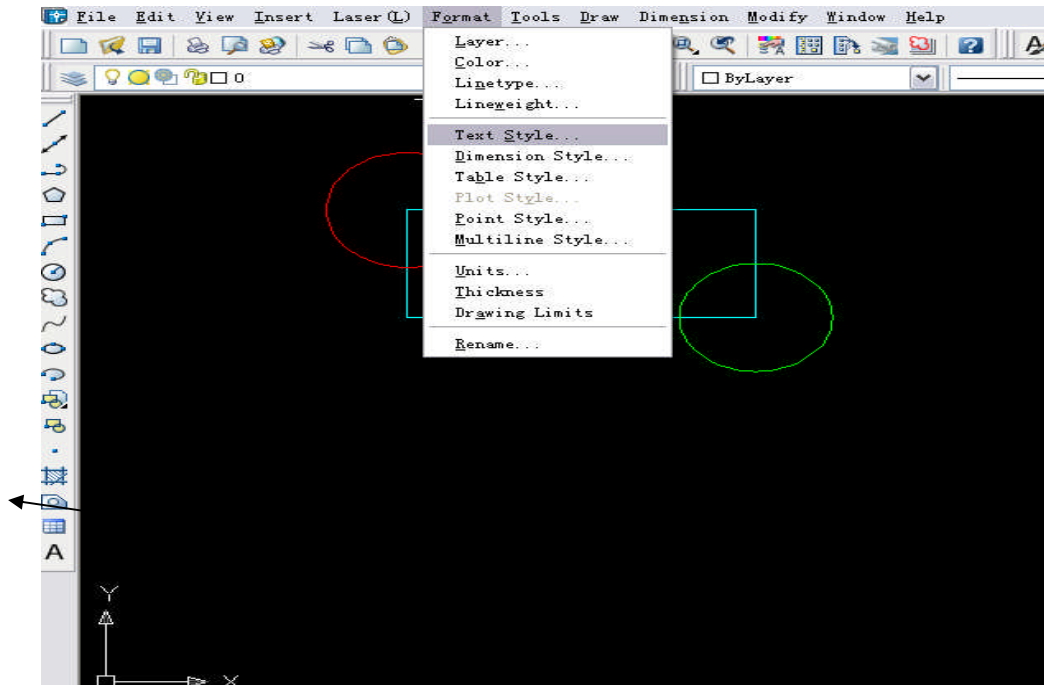 File Edit View Insert Laser(L) Format Tools Draw Dimension Modify Window Help
0
ByLayer
Layer...
Color...
Linetype...
Lineweight...
Text Style...
Dimension Style...
Table Style...
Plot Style...
Point Style...
Multiline Style...
Units...
Thickness
Drawing Limits
Rename...
A
A
Y
X